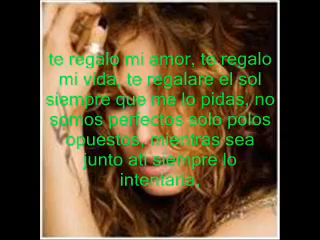 te regalo mi amor, te regalo
mi vida, te regalare el sol
siempre que me lo pidas, no
somos perfectos solo polos
opuestos, mientras sea
junto ati siempre lo
intentaria,